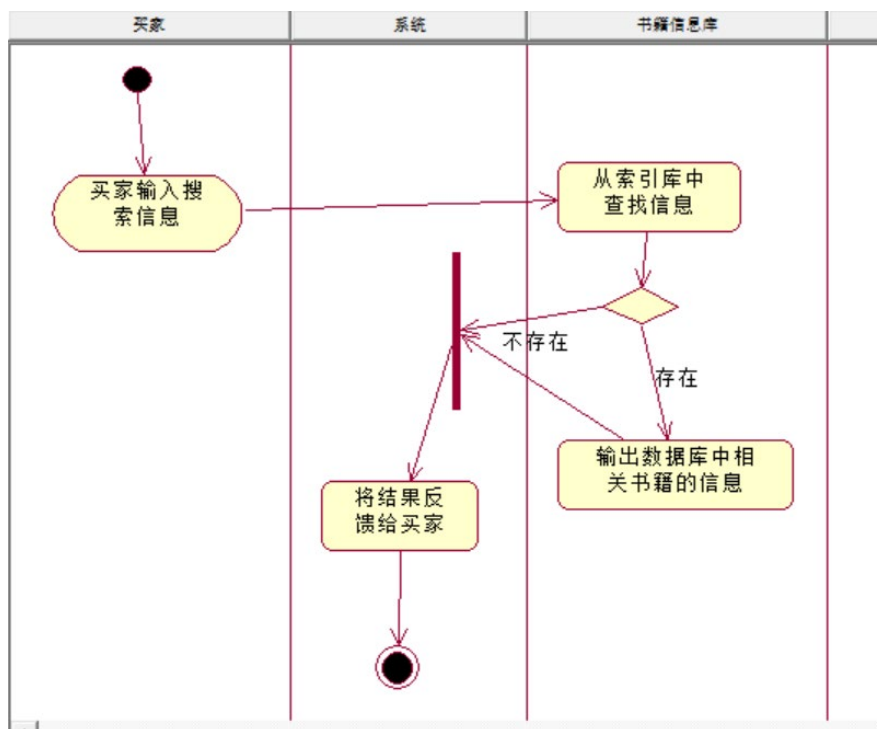 买家
系统
书籍信息库
买家输入搜
索信息
从索引库中
查找信息
不存在
存在
输出数据库中相
关书籍的信息
将结果反
馈给买家